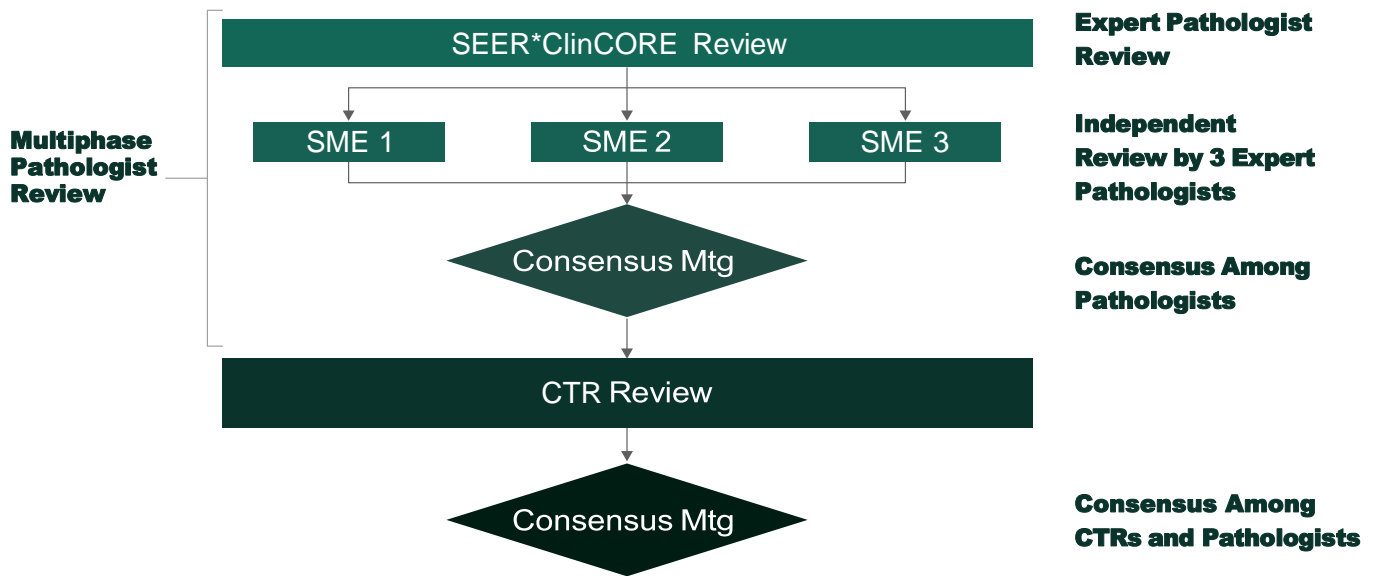 SEER*ClinCORE Review
Expert Pathologist
Review
Multiphase
Pathologist
Review
SME 1
SME 2
SME 3
Independent
Review by 3 Expert
Pathologists
Consensus Mtg
Consensus Among
Pathologists
CTR Review
Consensus Mtg
Consensus Among
CTRs and Pathologists